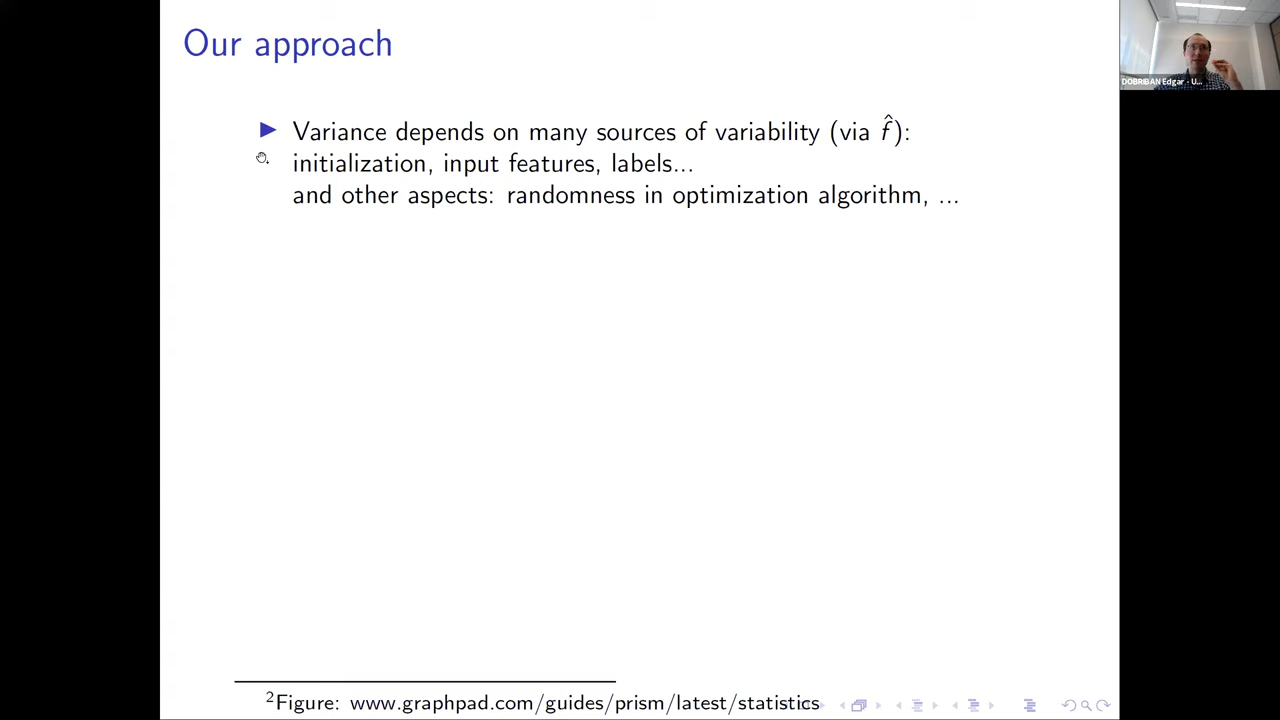 Our approach
DOBRIBAN Edgar - U...
▶ Variance depends on many sources of variability (via f̂):
initialization, input features, labels...
and other aspects: randomness in optimization algorithm, ...
²Figure: www.graphpad.com/guides/prism/latest/statistics